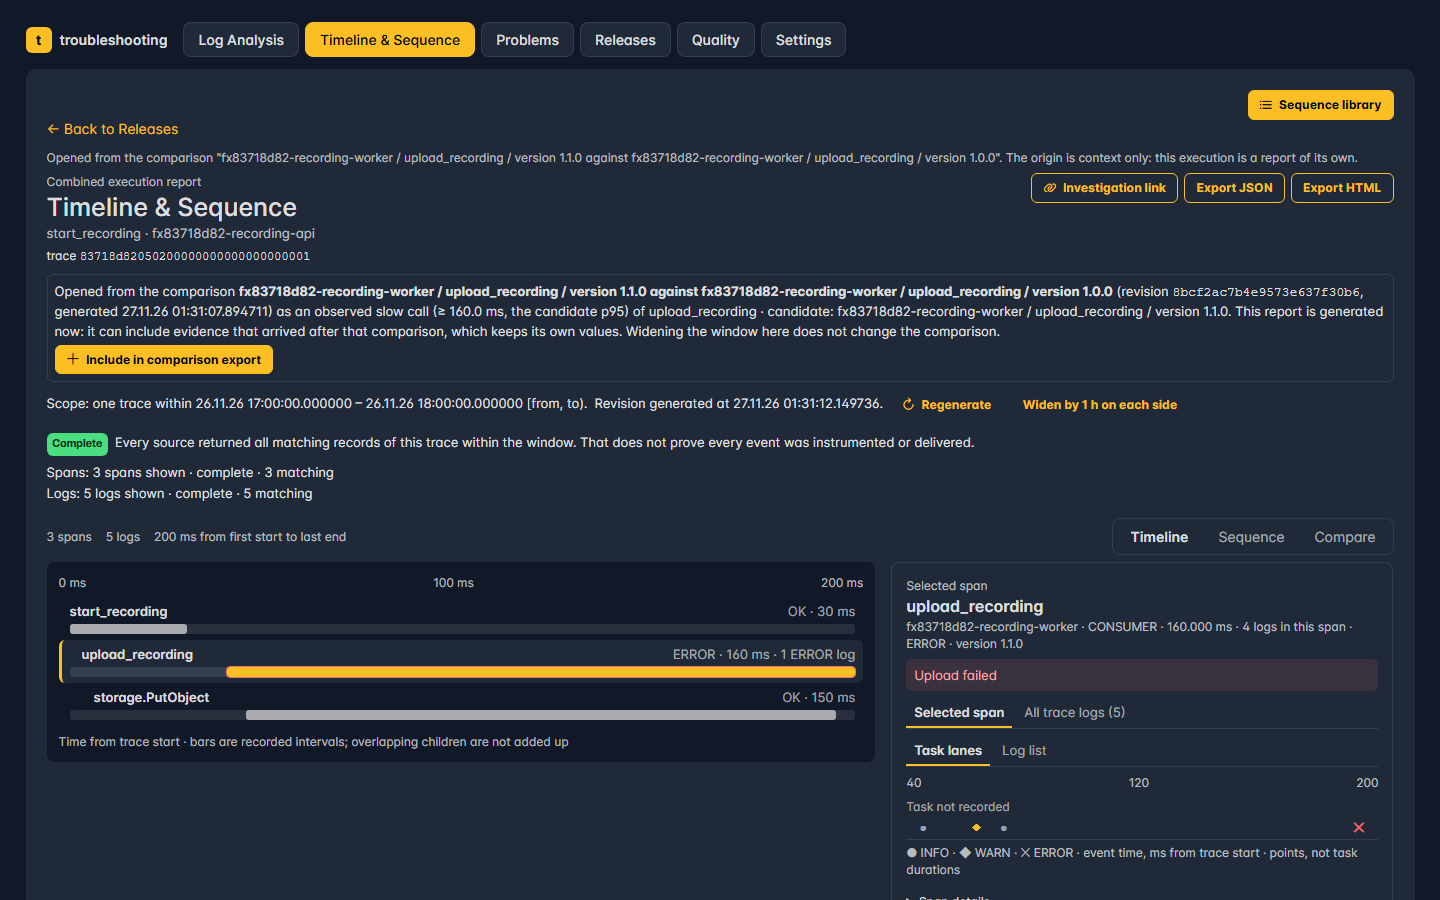 t troubleshooting Log Analysis Timeline & Sequence Problems Releases Quality Settings
Sequence library
← Back to Releases
Opened from the comparison "fx83718d82-recording-worker / upload_recording / version 1.1.0 against fx83718d82-recording-worker / upload_recording / version 1.0.0". The origin is context only: this execution is a report of its own.
Combined execution report
Investigation link Export JSON Export HTML
Timeline & Sequence
start_recording · fx83718d82-recording-api
trace 83718d82050200000000000000000001
Opened from the comparison fx83718d82-recording-worker / upload_recording / version 1.1.0 against fx83718d82-recording-worker / upload_recording / version 1.0.0 (revision 8bcf2ac7b4e9573e637f30b6,
generated 27.11.26 01:31:07.894711) as an observed slow call (≥ 160.0 ms, the candidate p95) of upload_recording · candidate: fx83718d82-recording-worker / upload_recording / version 1.1.0. This report is generated
now: it can include evidence that arrived after that comparison, which keeps its own values. Widening the window here does not change the comparison.
+ Include in comparison export
Scope: one trace within 26.11.26 17:00:00.000000 – 26.11.26 18:00:00.000000 [from, to). Revision generated at 27.11.26 01:31:12.149736. Regenerate Widen by 1 h on each side
Complete Every source returned all matching records of this trace within the window. That does not prove every event was instrumented or delivered.
Spans: 3 spans shown · complete · 3 matching
Logs: 5 logs shown · complete · 5 matching
3 spans 5 logs 200 ms from first start to last end
Timeline Sequence Compare
0 ms 100 ms 200 ms
start_recording OK · 30 ms
upload_recording ERROR · 160 ms · 1 ERROR log
storage.PutObject OK · 150 ms
Time from trace start · bars are recorded intervals; overlapping children are not added up
Selected span
upload_recording
fx83718d82-recording-worker · CONSUMER · 160.000 ms · 4 logs in this span ·
ERROR · version 1.1.0
Upload failed
Selected span All trace logs (5)
Task lanes Log list
40 120 200
Task not recorded
● INFO · ◆ WARN · ✕ ERROR · event time, ms from trace start · points, not task
durations